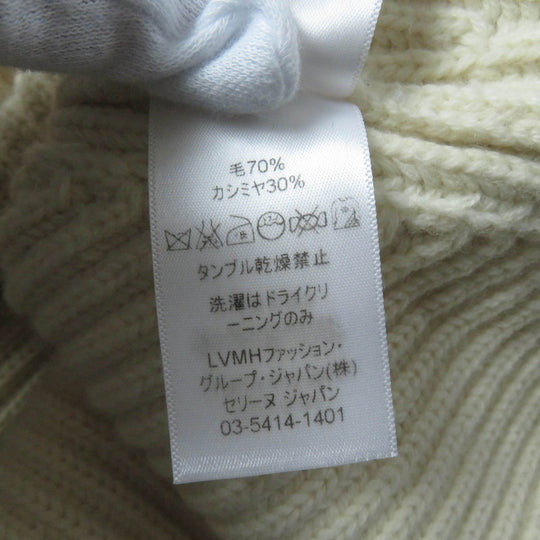 毛70%
カシミヤ30%
タンブル乾燥禁止
洗濯はドライクリ
ーニングのみ
LVMHファッション・
グループ・ジャパン(株)
セリーヌ ジャパン
03-5414-1401